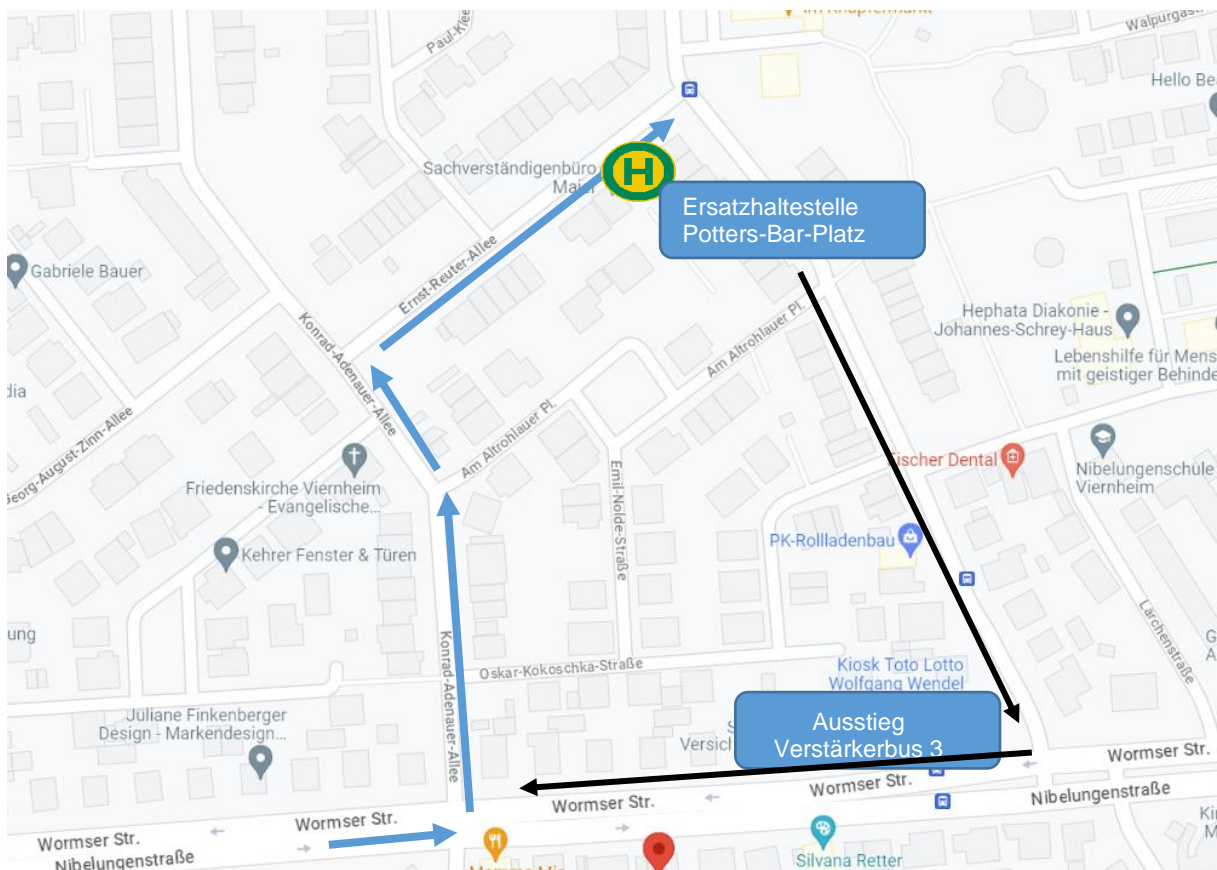 Walpurgast
Paul-Klee
Hello Be
Sachverständigenbüro
Maier
H
Ersatzhaltestelle
Potters-Bar-Platz
Gabriele Bauer
Ernst-Reuter-Allee
Konrad-Adenauer-Allee
Hephata Diakonie -
Johannes-Schrey-Haus
Am Altrohlauer Pl.
Lebenshilfe für Mens
mit geistiger Behinde
dia
Georg-August-Zinn-Allee
Am Altrohlauer Pl.
Fischer Dental
Nibelungenschule
Viernheim
Friedenskirche Viernheim
- Evangelische...
Emil-Nolde-Straße
PK-Rollladenbau
Kehrer Fenster & Türen
Lärchenstraße
ung
Konrad-Adenauer-Allee
Oskar-Kokoschka-Straße
Kiosk Toto Lotto
Wolfgang Wendel
Juliane Finkenberger
Design - Markendesign...
Versich
Ausstieg
Verstärkerbus 3
Wormser Str.
Wormser Str.
Nibelungenstraße
Wormser Str.
Wormser Str.
Wormser Str.
Nibelungenstraße
Silvana Retter